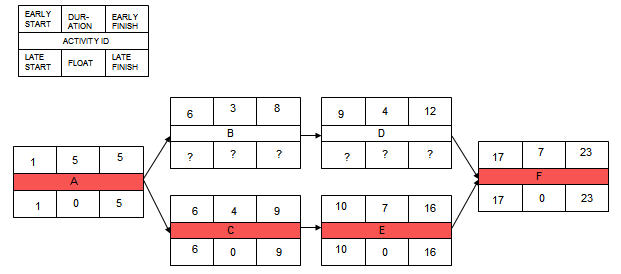 EARLY START DUR-ATION EARLY FINISH
ACTIVITY ID
LATE START FLOAT LATE FINISH
6 3 8
B
? ? ?
9 4 12
D
? ? ?
1 5 5
A
1 0 5
17 7 23
F
17 0 23
6 4 9
C
6 0 9
10 7 16
E
10 0 16